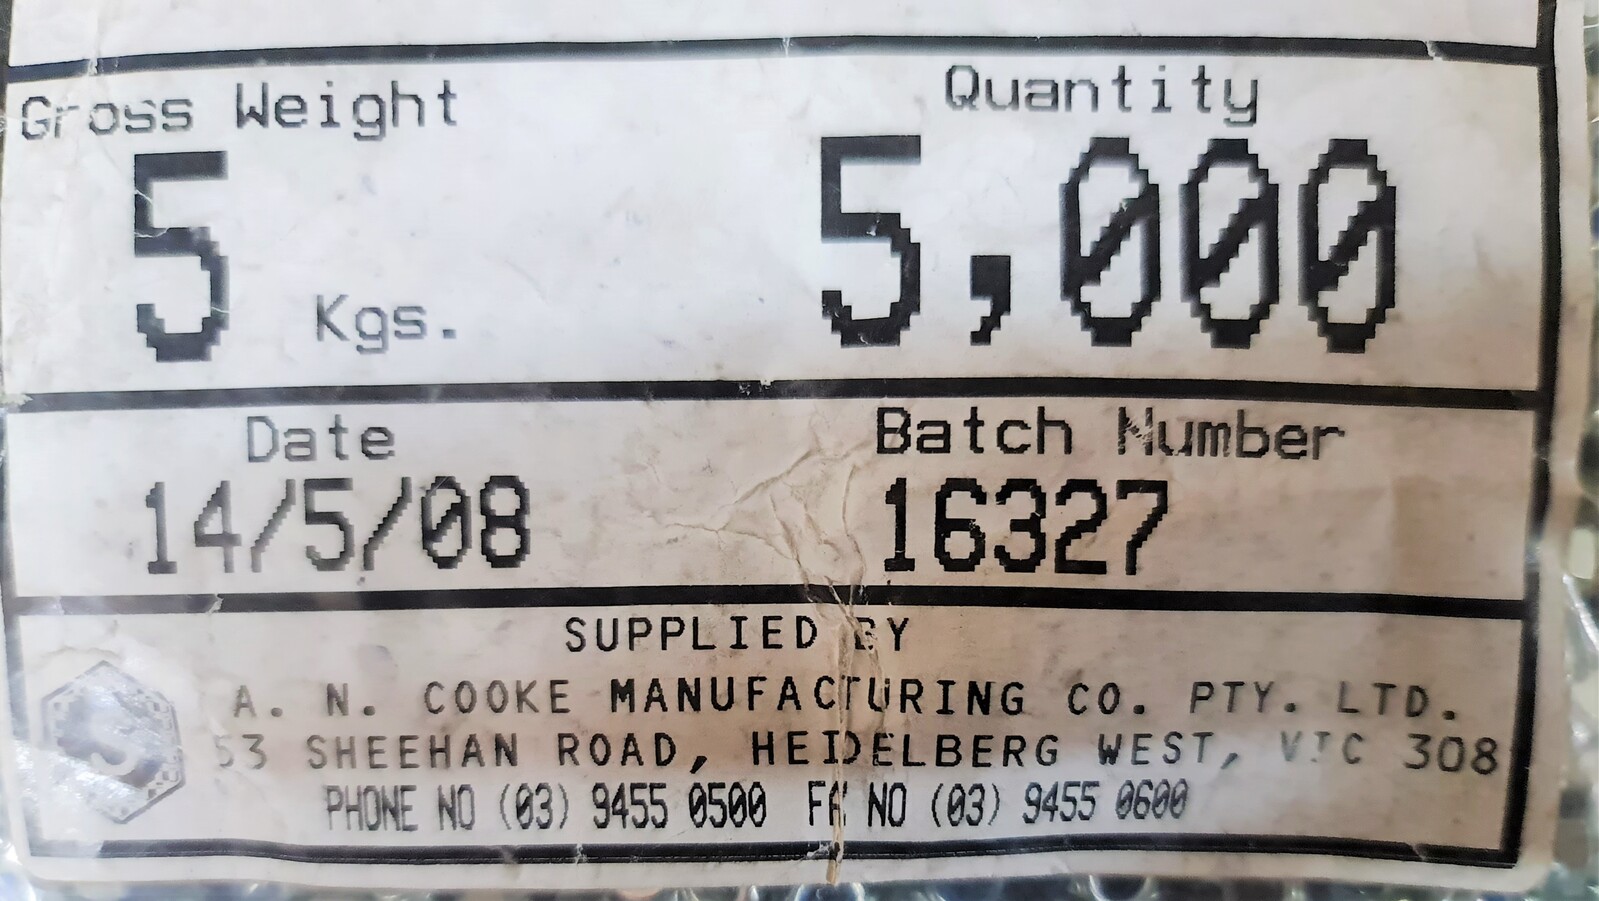 Gross Weight Quantity
5 Kgs. 5,000
Date Batch Number
14/5/08 16327
SUPPLIED BY
A. N. COOKE MANUFACTURING CO. PTY. LTD.
53 SHEEHAN ROAD, HEIDELBERG WEST, VIC 308
PHONE NO (03) 9455 0500 FAX NO (03) 9455 0600